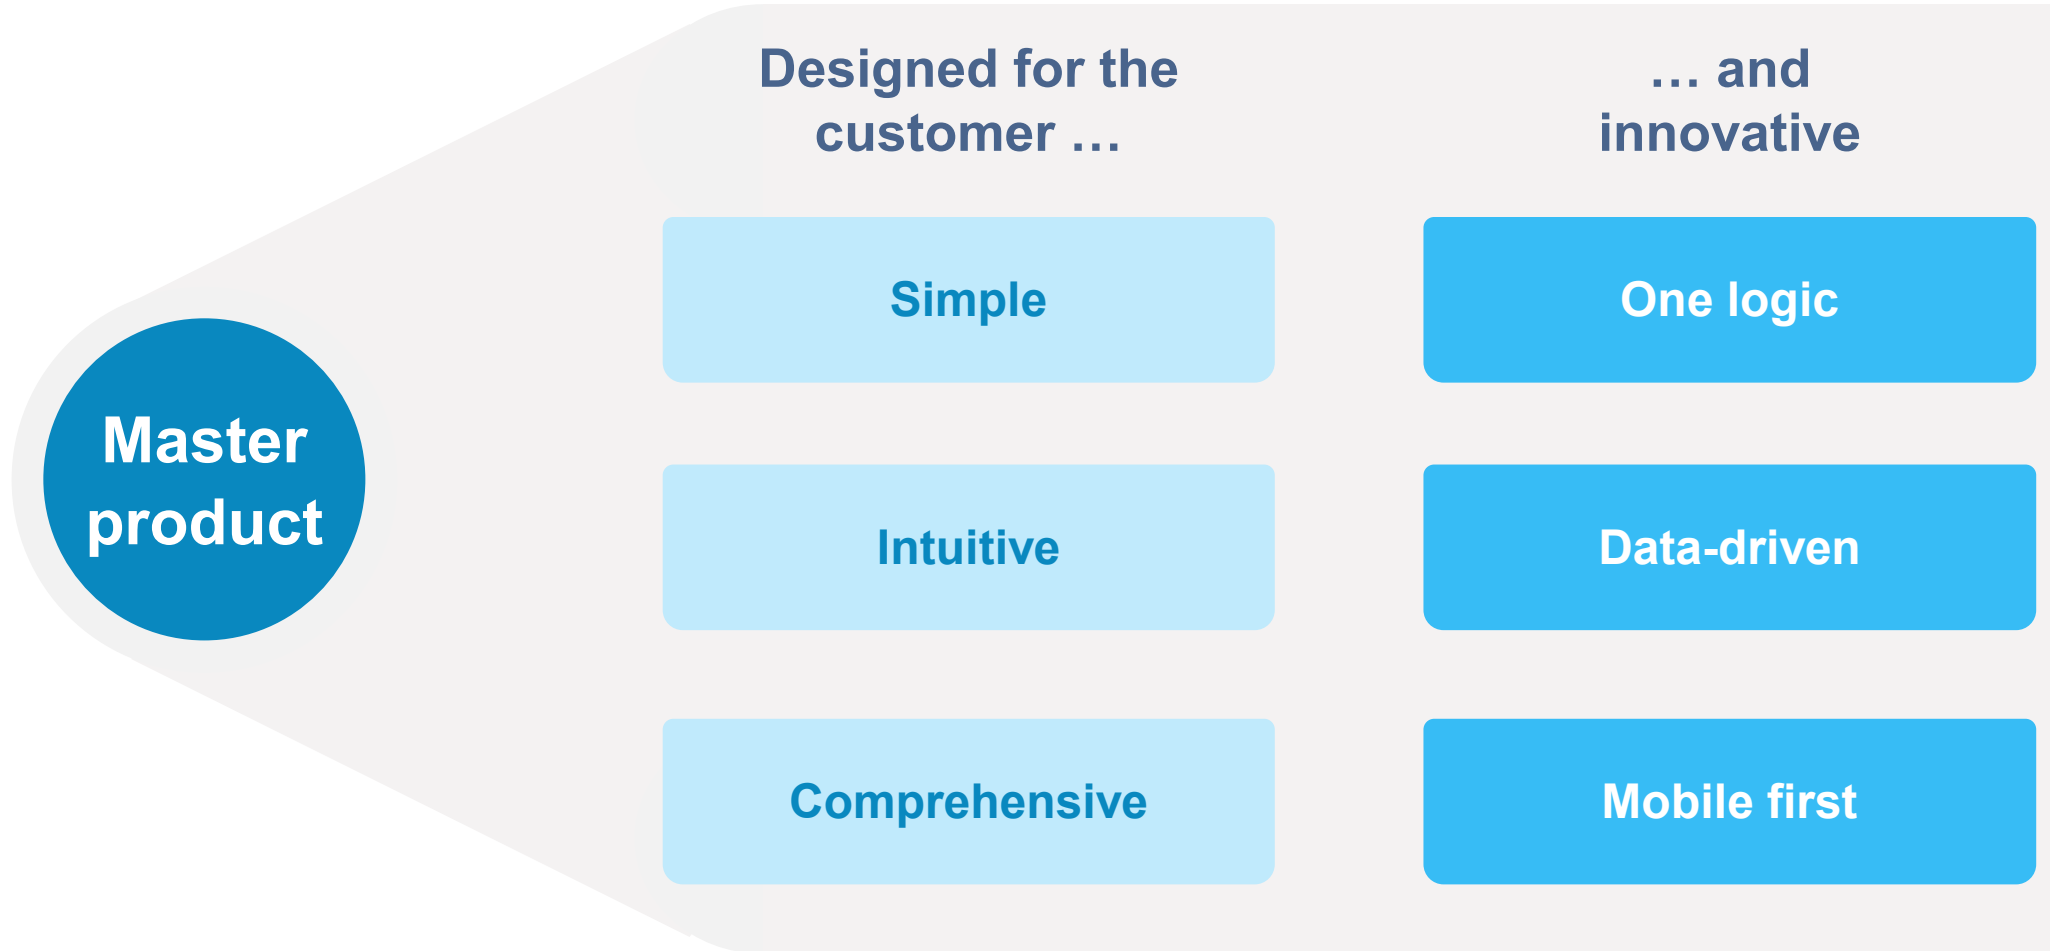 Master
product
Designed for the
customer …
Simple
Intuitive
Comprehensive
… and
innovative
One logic
Data-driven
Mobile first